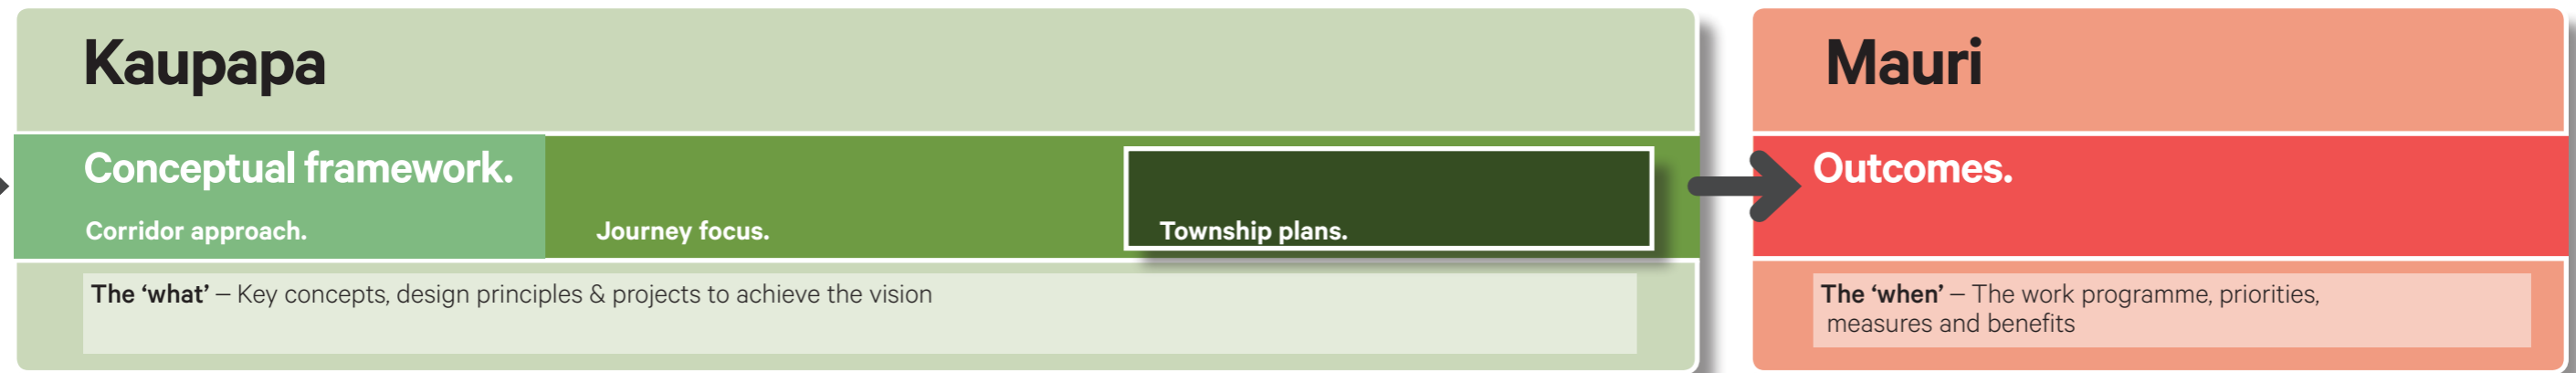 Kaupapa
Conceptual framework.
Corridor approach.
Journey focus.
Township plans.
The ‘what’ – Key concepts, design principles & projects to achieve the vision
Mauri
Outcomes.
The ‘when’ – The work programme, priorities,
measures and benefits